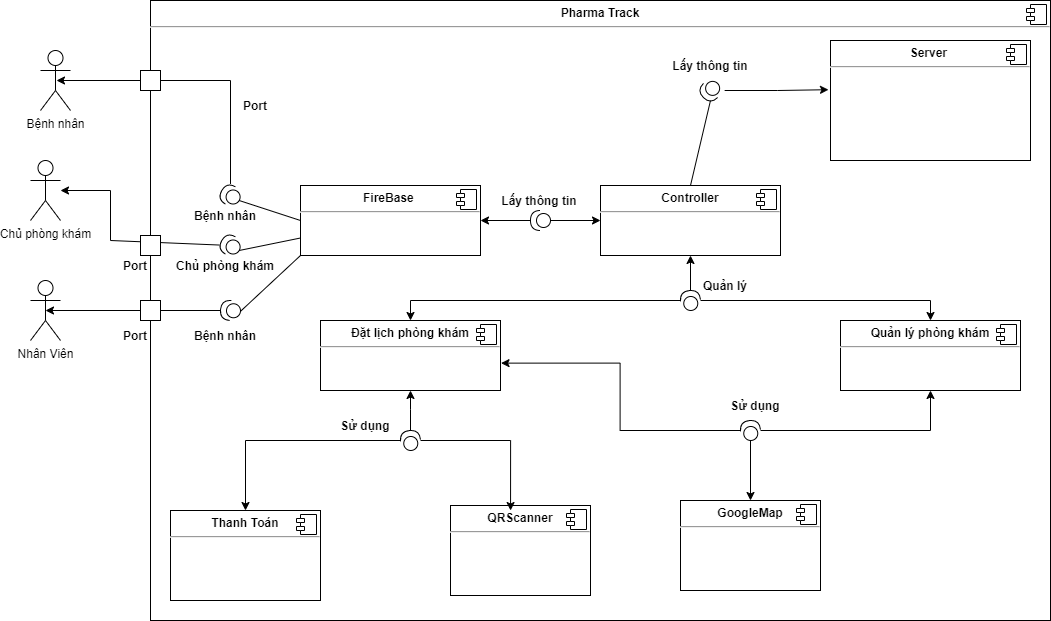 Pharma Track
Server
Lấy thông tin
Port
Bệnh nhân
FireBase
Lấy thông tin
Controller
Bệnh nhân
Chủ phòng khám
Port
Chủ phòng khám
Quản lý
Port
Bệnh nhân
Nhân Viên
Đặt lịch phòng khám
Quản lý phòng khám
Sử dụng
Sử dụng
Thanh Toán
QRScanner
GoogleMap